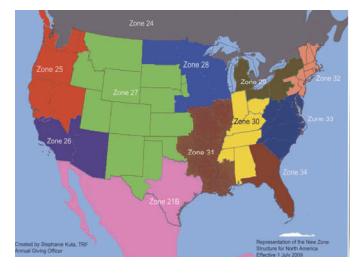 Zone 24
Zone 25
Zone 28
Zone 29
Zone 32
Zone 27
Zone 30
Zone 33
Zone 26
Zone 31
Zone 34
Zone 21B
Created by Stephanie Kuta, TRF
Annual Giving Officer
Representation of the New Zone
Structure for North America
Effective 1 July 2008